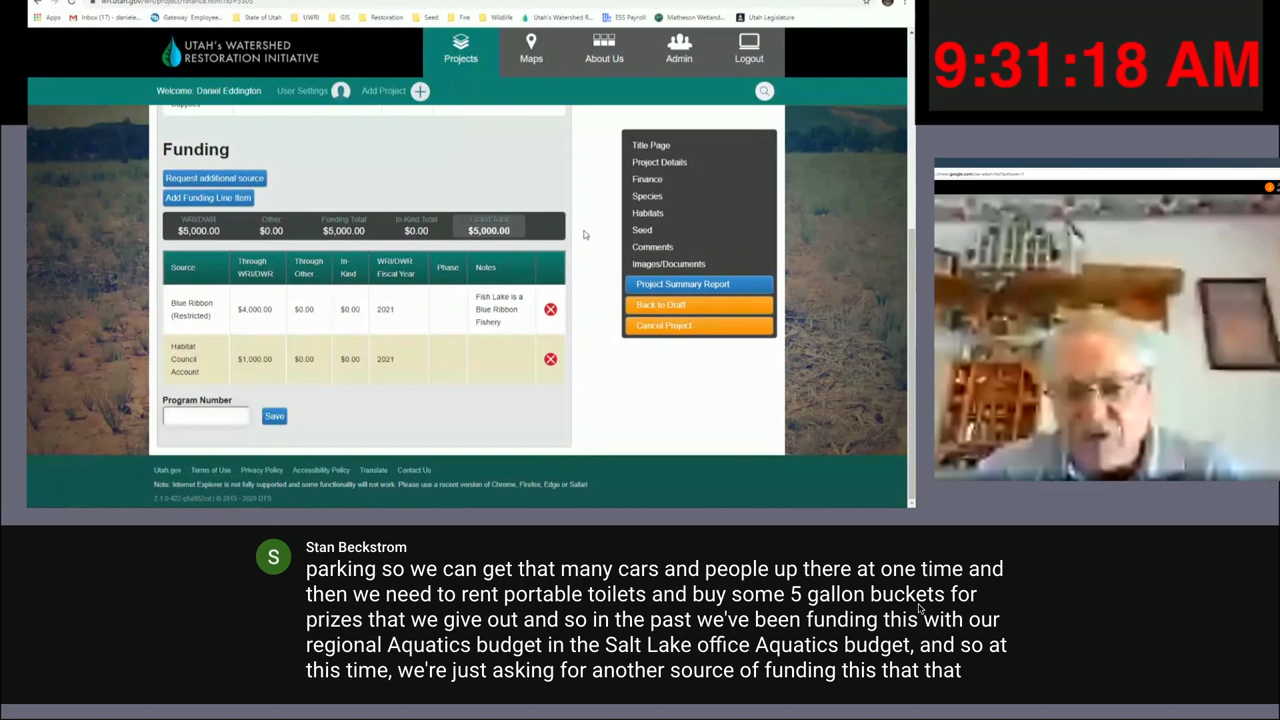 wri.utah.gov/wri/project/finance.html?id=5305
Apps
Inbox (17) - daniele...
Gateway: Employee...
State of Utah
UWRI
GIS
Restoration
Seed
Fire
Wildlife
Utah's Watershed R...
ESS Payroll
Matheson Wetland...
Utah Legislature
UTAH'S WATERSHED
RESTORATION INITIATIVE
Projects
Maps
About Us
Admin
Logout
Welcome: Daniel Eddington
User Settings
Add Project
Supplies
Funding
Request additional source
Add Funding Line Item
WRI/DWR Other Funding Total In-Kind Total Grand Total
$5,000.00 $0.00 $5,000.00 $0.00 $5,000.00
Source
Through
WRI/DWR
Through
Other
In-
Kind
WRI/DWR
Fiscal Year
Phase
Notes
Blue Ribbon
(Restricted)
$4,000.00
$0.00
$0.00
2021
Fish Lake is a
Blue Ribbon
Fishery
Habitat
Council
Account
$1,000.00
$0.00
$0.00
2021
Program Number
Save
Title Page
Project Details
Finance
Species
Habitats
Seed
Comments
Images/Documents
Project Summary Report
Back to Draft
Cancel Project
Utah.gov Terms of Use Privacy Policy Accessibility Policy Translate Contact Us
Note: Internet Explorer is not fully supported and some functionality will not work. Please use a recent version of Chrome, Firefox, Edge or Safari
9:31:18 AM
S
Stan Beckstrom
parking so we can get that many cars and people up there at one time and
then we need to rent portable toilets and buy some 5 gallon buckets for
prizes that we give out and so in the past we've been funding this with our
regional Aquatics budget in the Salt Lake office Aquatics budget, and so at
this time, we're just asking for another source of funding this that that